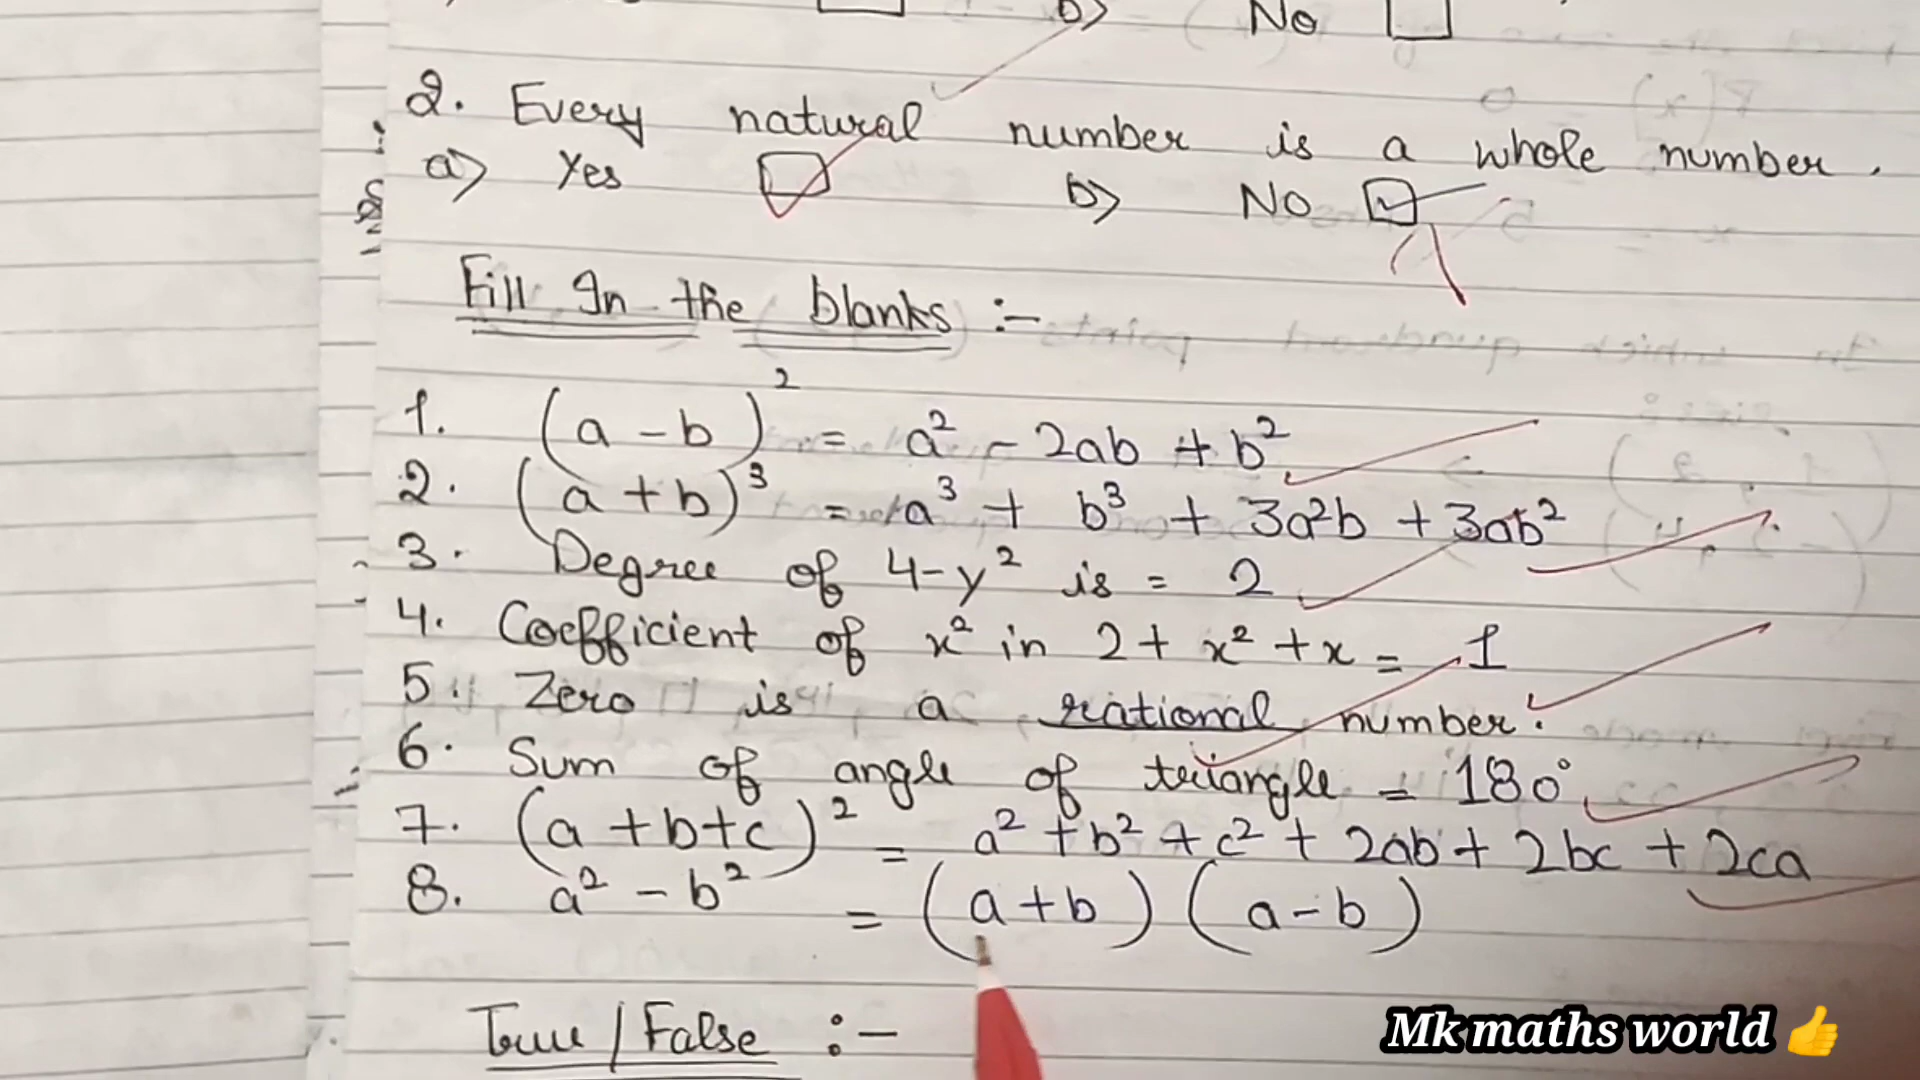 b) No
2. Every natural number is a whole number.
a) Yes b) No
Fill In the blanks :-
1. (a - b)² = a² - 2ab + b²
2. (a + b)³ = a³ + b³ + 3a²b + 3ab²
3. Degree of 4-y² is = 2
4. Coefficient of x² in 2 + x² + x = 1
5. Zero is a rational number.
6. Sum of angle of triangle = 180°
7. (a + b + c)² = a² + b² + c² + 2ab + 2bc + 2ca
8. a² - b² = (a + b) (a - b)
True / False :-
Mk maths world 👍